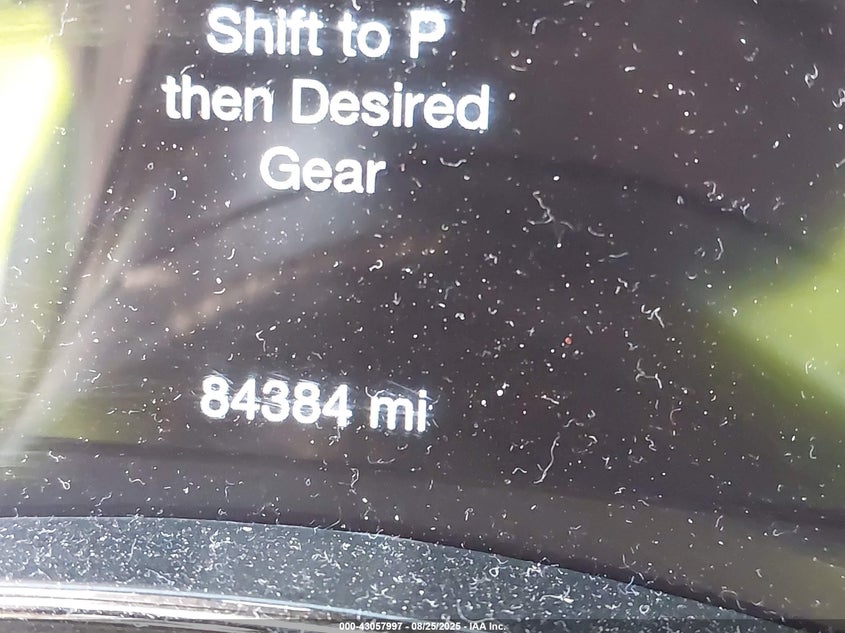 Shift to P
then Desired
Gear
84384 mi
000-43057997 - 08/25/2025 - IAA Inc.